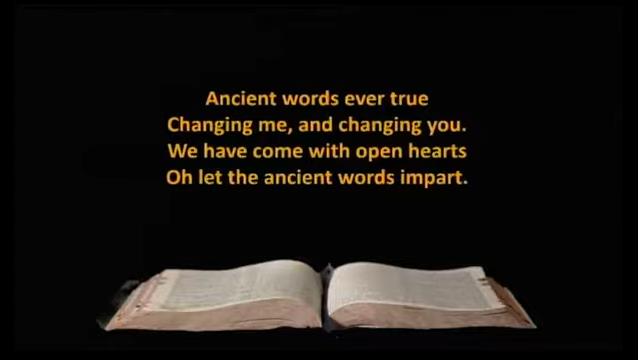 Ancient words ever true
Changing me, and changing you.
We have come with open hearts
Oh let the ancient words impart.